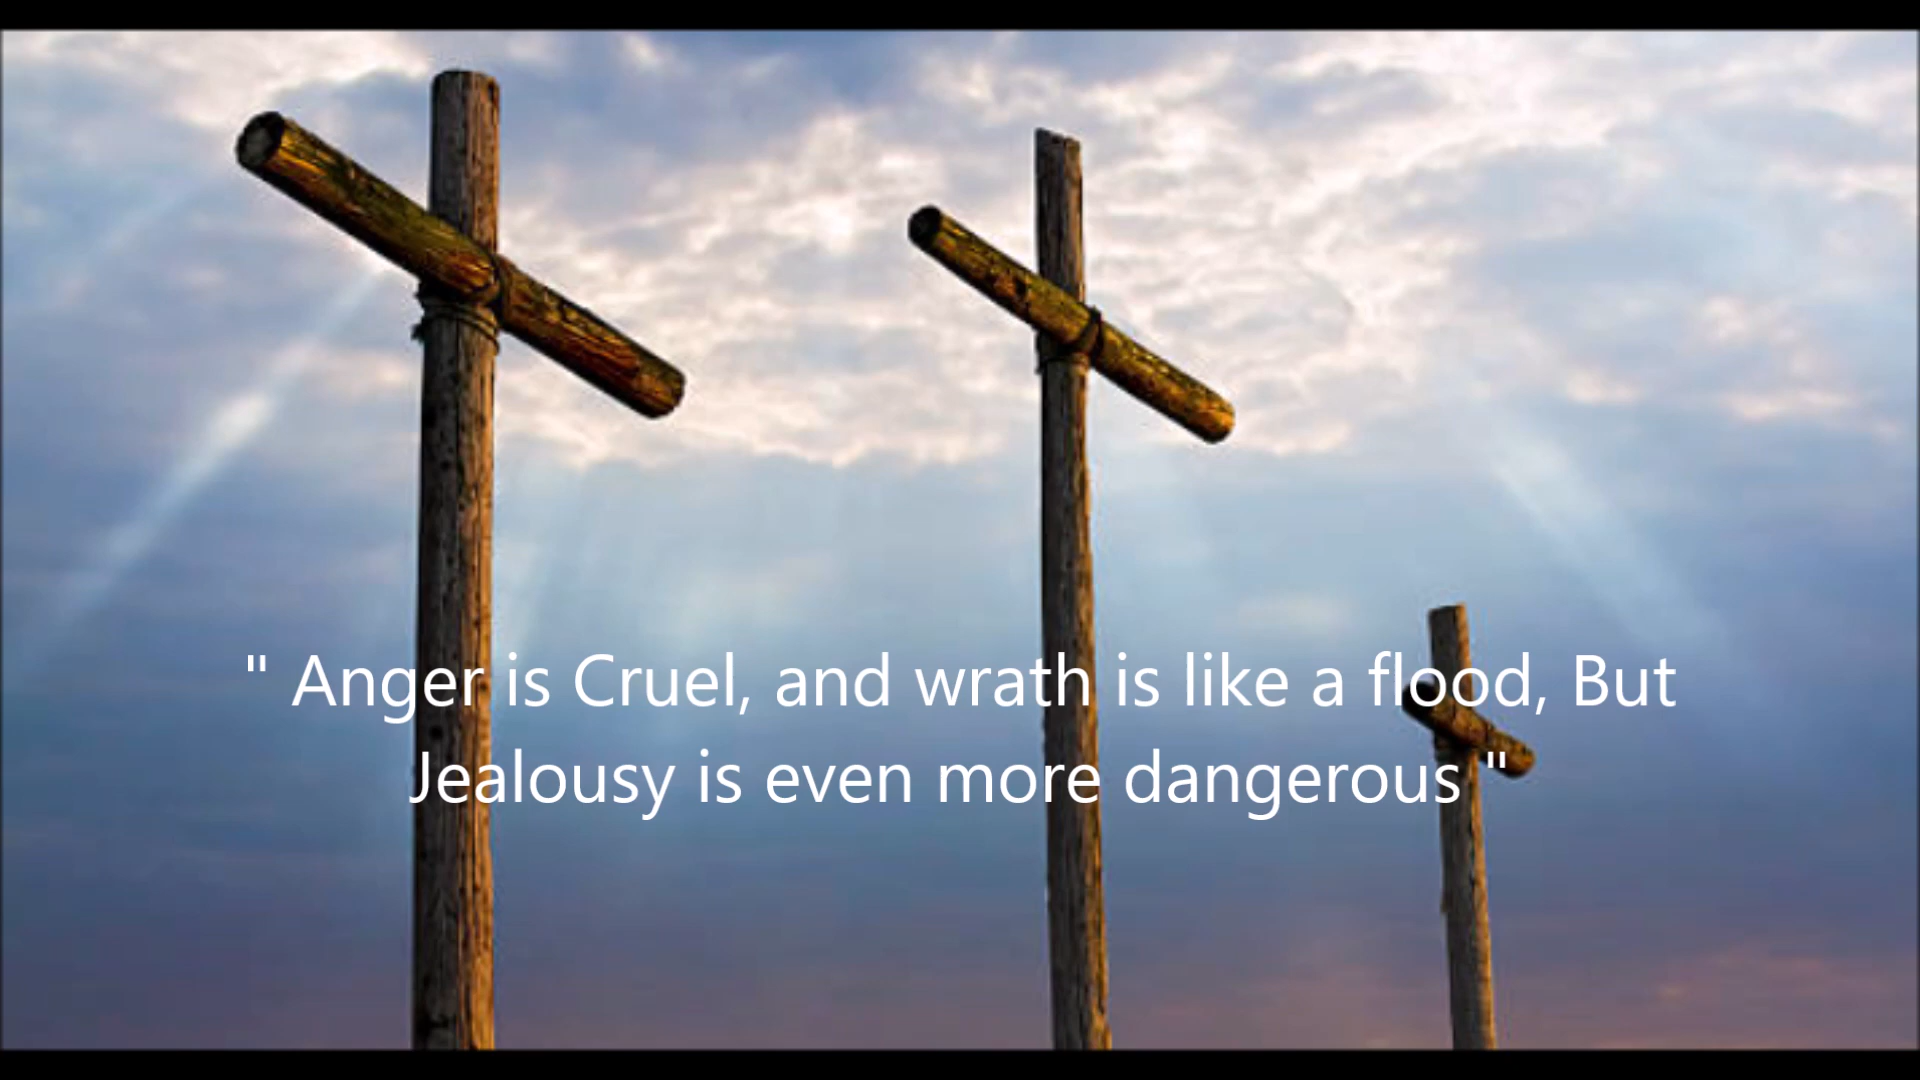 " Anger is Cruel, and wrath is like a flood, But
Jealousy is even more dangerous "